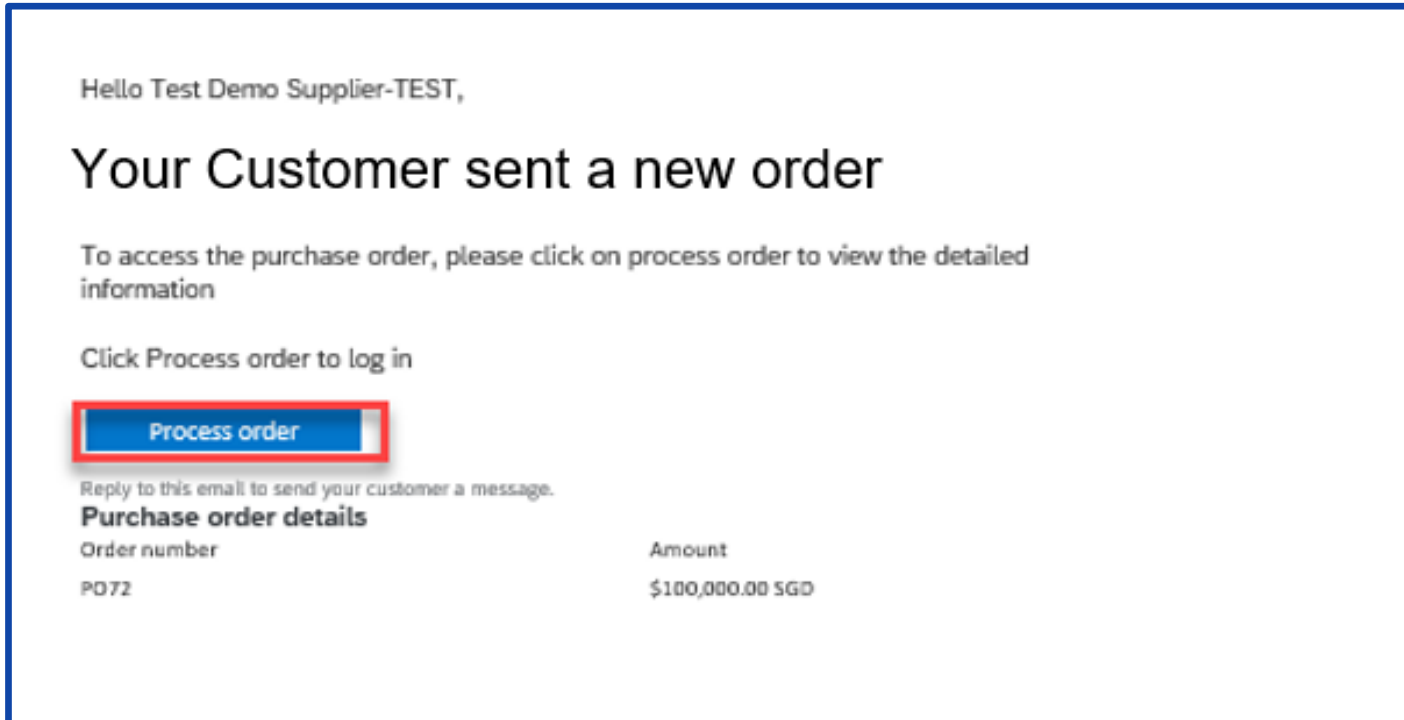 Hello Test Demo Supplier-TEST,
Your Customer sent a new order
To access the purchase order, please click on process order to view the detailed
information
Click Process order to log in
Process order
Reply to this email to send your customer a message.
Purchase order details
Order number Amount
PO72 $100,000.00 SGD